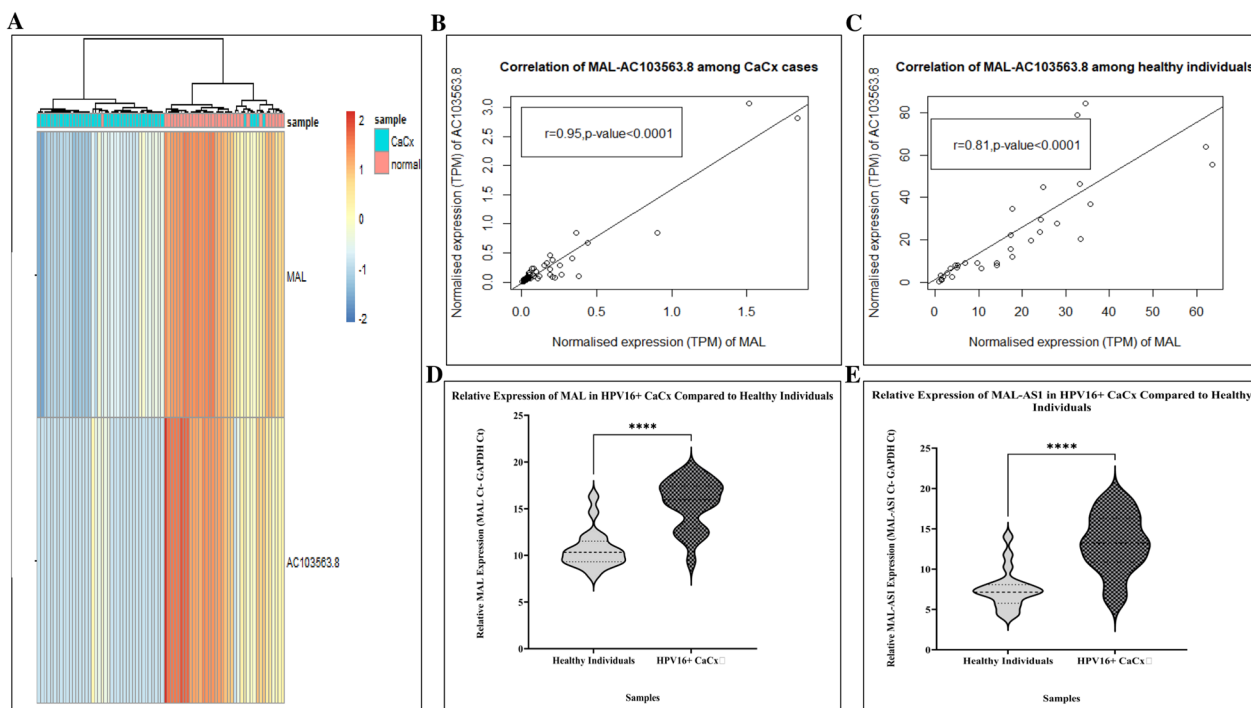 A
sample
2
1
0
-1
-2
sample
CaCx
normal
MAL
AC103563.8
B
Correlation of MAL-AC103563.8 among CaCx cases
r=0.95,p-value<0.0001
Normalised expression (TPM) of AC103563.8
3.0
2.5
2.0
1.5
1.0
0.5
0.0
0.0 0.5 1.0 1.5
Normalised expression (TPM) of MAL
C
Correlation of MAL-AC103563.8 among healthy individuals
r=0.81,p-value<0.0001
Normalised expression (TPM) of AC103563.8
80
60
40
20
0
0 10 20 30 40 50 60
Normalised expression (TPM) of MAL
D
Relative Expression of MAL in HPV16+ CaCx Compared to Healthy Individuals
****
Relative MAL Expression (MAL Ct- GAPDH Ct)
25
20
15
10
5
0
Healthy Individuals HPV16+ CaCx□
Samples
E
Relative Expression of MAL-AS1 in HPV16+ CaCx Compared to Healthy
Individuals
****
Relative MAL-AS1 Expression (MAL-AS1 Ct- GAPDH Ct)
25
20
15
10
5
0
Healthy Individuals HPV16+ CaCx□
Samples